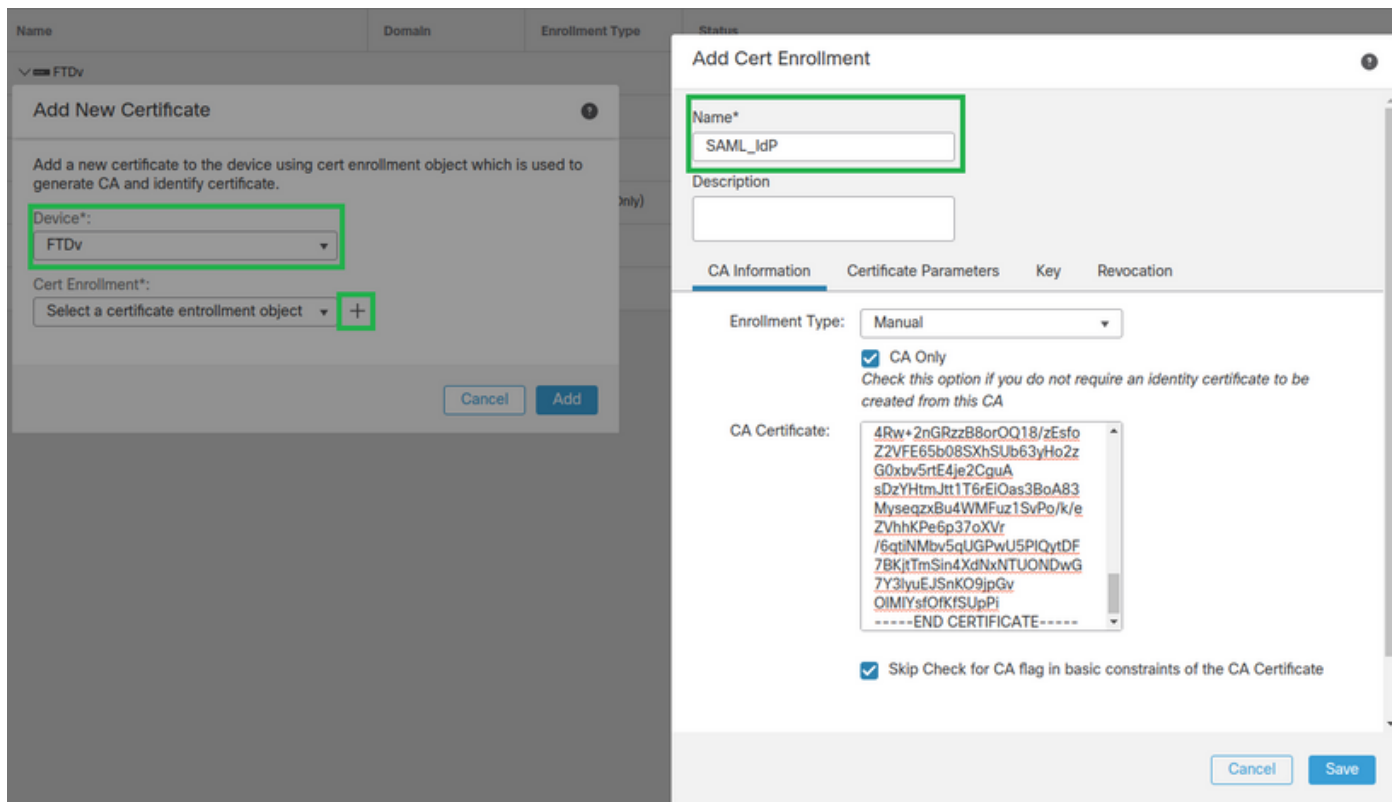 Name Domain Enrollment Type Status
FTDv
Add New Certificate
Add a new certificate to the device using cert enrollment object which is used to
generate CA and identify certificate.
Device*:
FTDv
Cert Enrollment*:
Select a certificate entrollment object
Cancel Add
Only)
Add Cert Enrollment
Name*
SAML_IdP
Description
CA Information Certificate Parameters Key Revocation
Enrollment Type: Manual
CA Only
Check this option if you do not require an identity certificate to be
created from this CA
CA Certificate:
4Rw+2nGRzzB8orOQ18/zEsfo
Z2VFE65b08SXhSUb63yHo2z
G0xbv5rtE4je2CguA
sDzYHtmJtt1T6rEiOas3BoA83
MyseqzxBu4WMFuz1SvPo/k/e
ZVhhKPe6p37oXVr
/6qtiNMbv5qUGPwU5PIQytDF
7BKjtTmSin4XdNxNTUONDwG
7Y3lyuEJSnKO9jpGv
OlMIYsfOfKfSUpPi
-----END CERTIFICATE-----
Skip Check for CA flag in basic constraints of the CA Certificate
Cancel Save